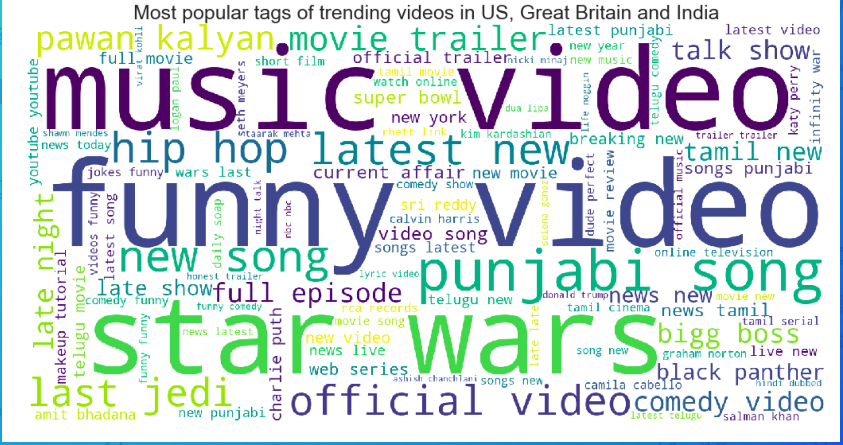 Most popular tags of trending videos in US, Great Britain and India
pawan kalyan
movie trailer
latest punjabi
latest video
full movie
virat kohli
short film
official trailer
nicki minaj
new year
new music
talk show
youtube youtube
logan paul
seth meyers
tamil movie
watch online
super bowl
dua lipa
life noggin
telugu comedy
katy perry
infinity war
music video
new york
shawn mendes
news today
hip hop
taarak mehta
rhett link
kim kardashian
breaking new
trailer trailer
latest new
tamil new
jokes funny
wars last
current affair
new movie
songs punjabi
comedy show
funny video
sri reddy
calvin harris
video song
songs latest
selena gomez
dude perfect
movie review
official music
late night
makeup tutorial
telugu movie
videos funny
latest song
daily soap
night talk
nbc nbc
new song
online television
honest trailer
lyric video
punjabi song
late show
full episode
comedy funny
funny comedy
telugu new
donald trump
news new
movie new
rca records
movie song
tamil cinema
news tamil
tamil serial
star wars
news latest
funny funny
charlie puth
new video
news live
late late
bigg boss
song new
graham norton
live new
web series
ashish chanchlani
songs new
black panther
camila cabello
hindi dubbed
last jedi
official video
comedy video
amit bhadana
new punjabi
latest telugu
salman khan